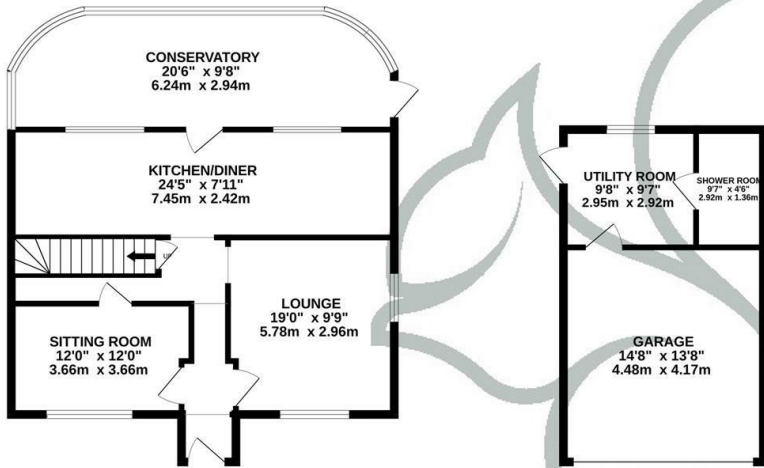 CONSERVATORY
20'6" x 9'8"
6.24m x 2.94m
KITCHEN/DINER
24'5" x 7'11"
7.45m x 2.42m
UP
LOUNGE
19'0" x 9'9"
5.78m x 2.96m
SITTING ROOM
12'0" x 12'0"
3.66m x 3.66m
UTILITY ROOM
9'8" x 9'7"
2.95m x 2.92m
SHOWER ROOM
9'7" x 4'6"
2.92m x 1.36m
GARAGE
14'8" x 13'8"
4.48m x 4.17m